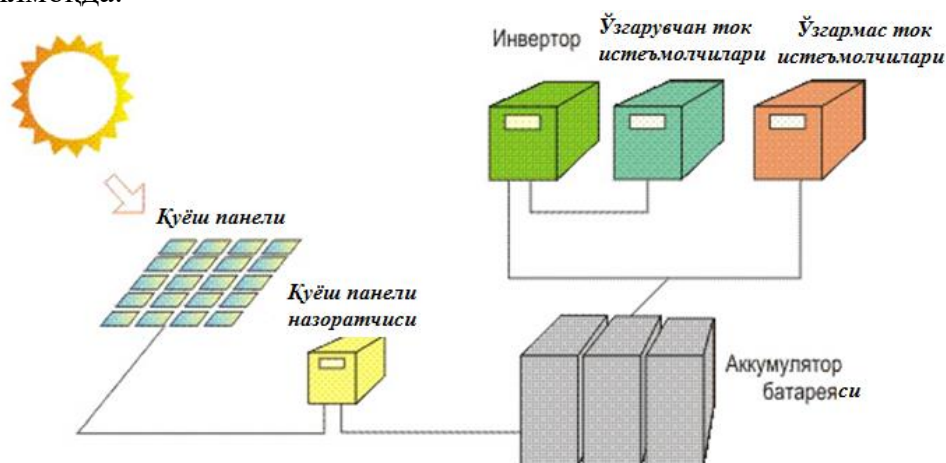 Инвертор
Ўзгарувчан ток
истеъмолчилари
Ўзгармас ток
истеъмолчилари
Қуёш панели
Қуёш панели
назоратчиси
Аккумулятор
батареяси